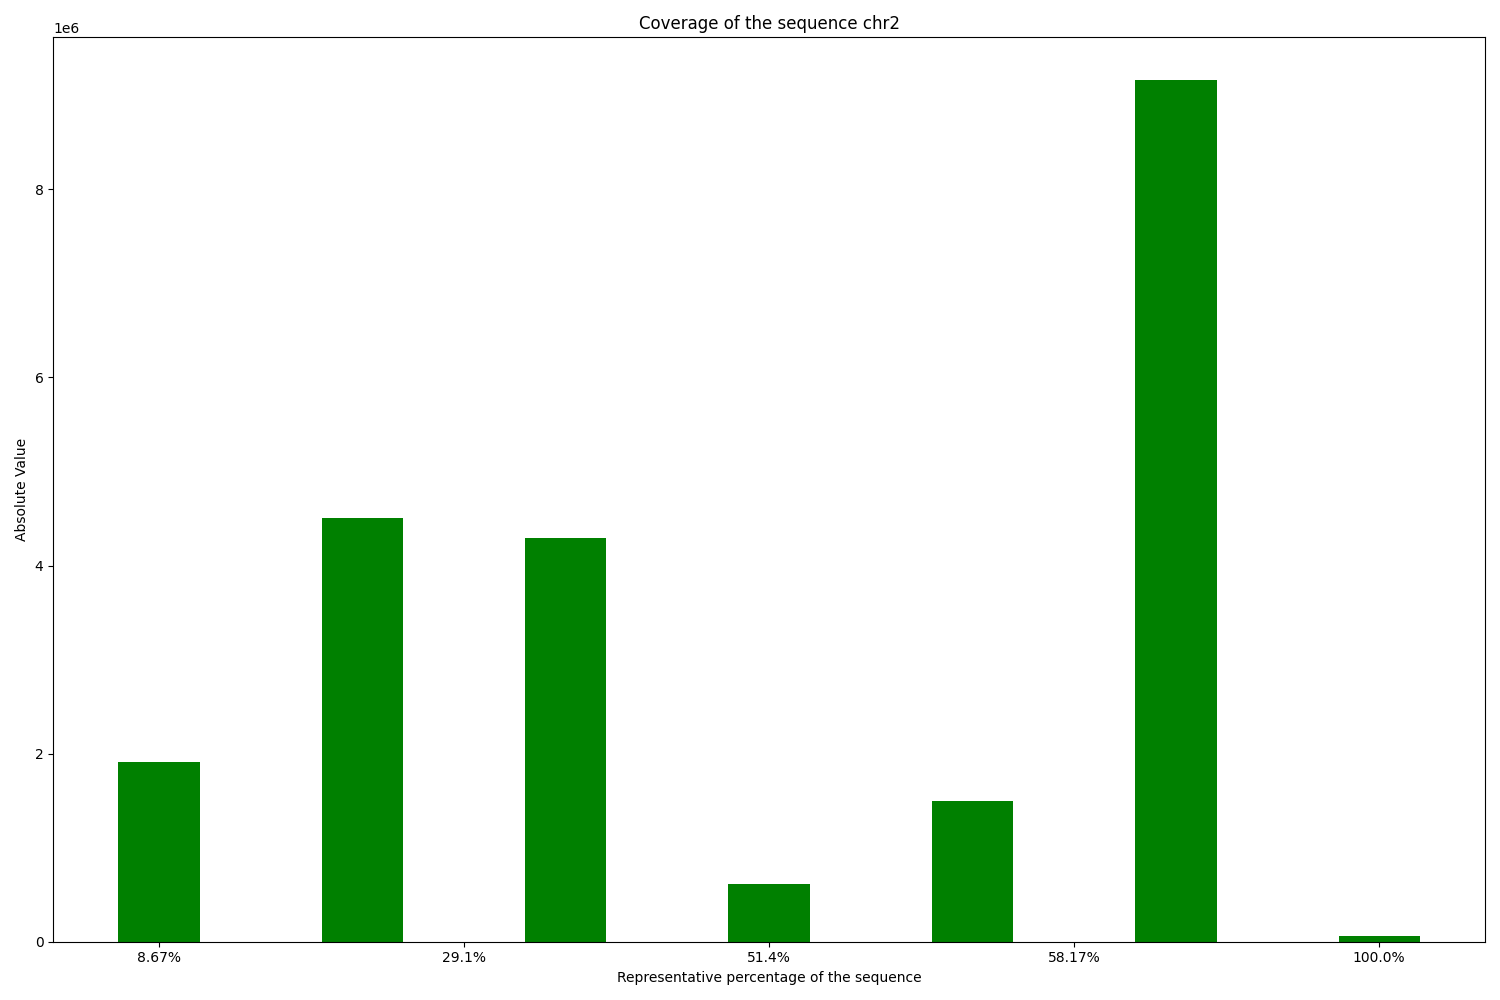 Coverage of the sequence chr2
1e6
8
6
4
2
0
Absolute Value
8.67% 29.1% 51.4% 58.17% 100.0%
Representative percentage of the sequence